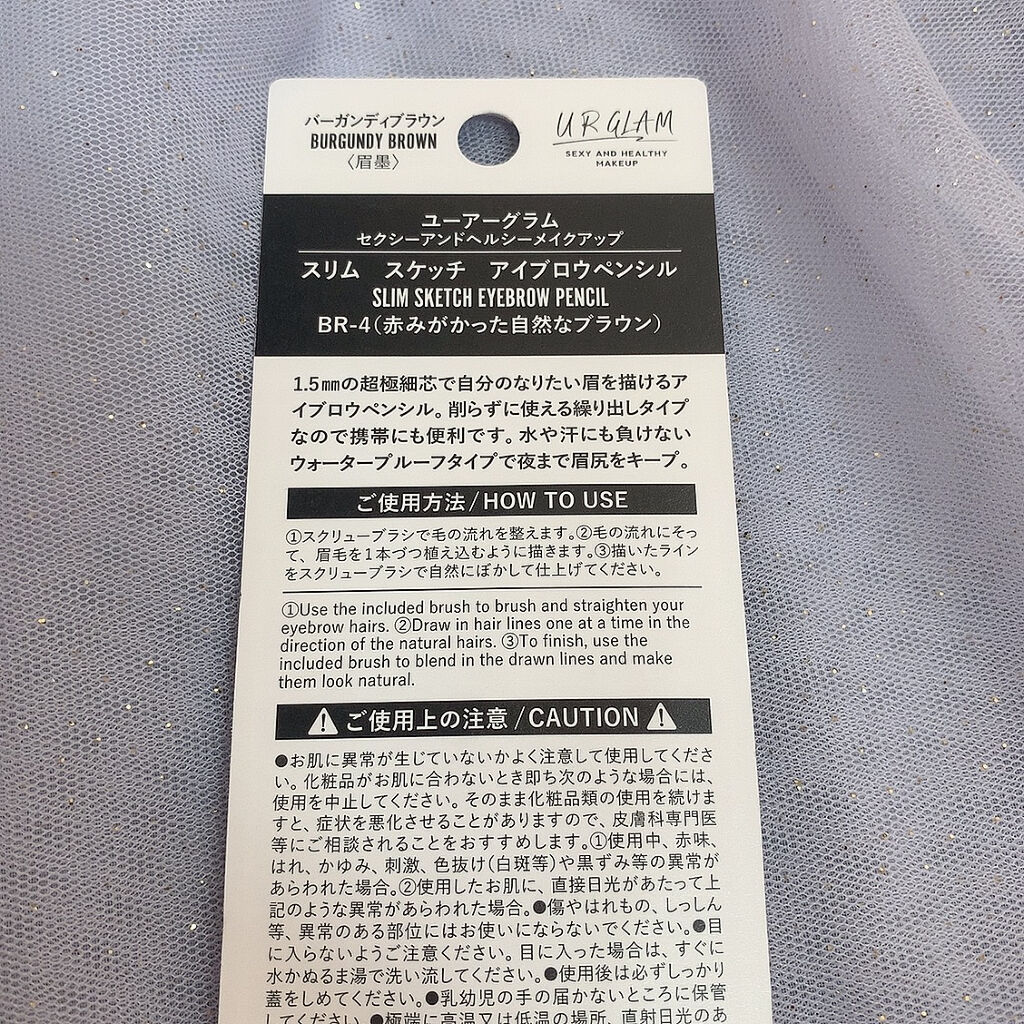 バーガンディブラウン
BURGUNDY BROWN
〈眉墨〉
UR GLAM
SEXY AND HEALTHY
MAKEUP
ユーアーグラム
セクシーアンドヘルシーメイクアップ
スリム スケッチ アイブロウペンシル
SLIM SKETCH EYEBROW PENCIL
BR-4(赤みがかった自然なブラウン)
1.5㎜の超極細芯で自分のなりたい眉を描けるア
イブロウペンシル。削らずに使える繰り出しタイプ
なので携帯にも便利です。水や汗にも負けない
ウォータープルーフタイプで夜まで眉尻をキープ。
ご使用方法/HOW TO USE
①スクリューブラシで毛の流れを整えます。②毛の流れにそっ
て、眉毛を1本づつ植え込むように描きます。③描いたライン
をスクリューブラシで自然にぼかして仕上げてください。
①Use the included brush to brush and straighten your
eyebrow hairs. ②Draw in hair lines one at a time in the
direction of the natural hairs. ③To finish, use the
included brush to blend in the drawn lines and make
them look natural.
ご使用上の注意/CAUTION
●お肌に異常が生じていないかよく注意して使用してくださ
い。化粧品がお肌に合わないとき即ち次のような場合には、
使用を中止してください。そのまま化粧品類の使用を続けま
すと、症状を悪化させることがありますので、皮膚科専門医
等にご相談されることをおすすめします。①使用中、赤味、
はれ、かゆみ、刺激、色抜け(白斑等)や黒ずみ等の異常が
あらわれた場合。②使用したお肌に、直接日光があたって上
記のような異常があらわれた場合。●傷やはれもの、しっしん
等、異常のある部位にはお使いにならないでください。●目
に入らないようご注意ください。目に入った場合は、すぐに
水かぬるま湯で洗い流してください。●使用後は必ずしっかり
蓋をしめてください。●乳幼児の手の届かないところに保管
してください。●極端に高温又は低温の場所、直射日光のあ